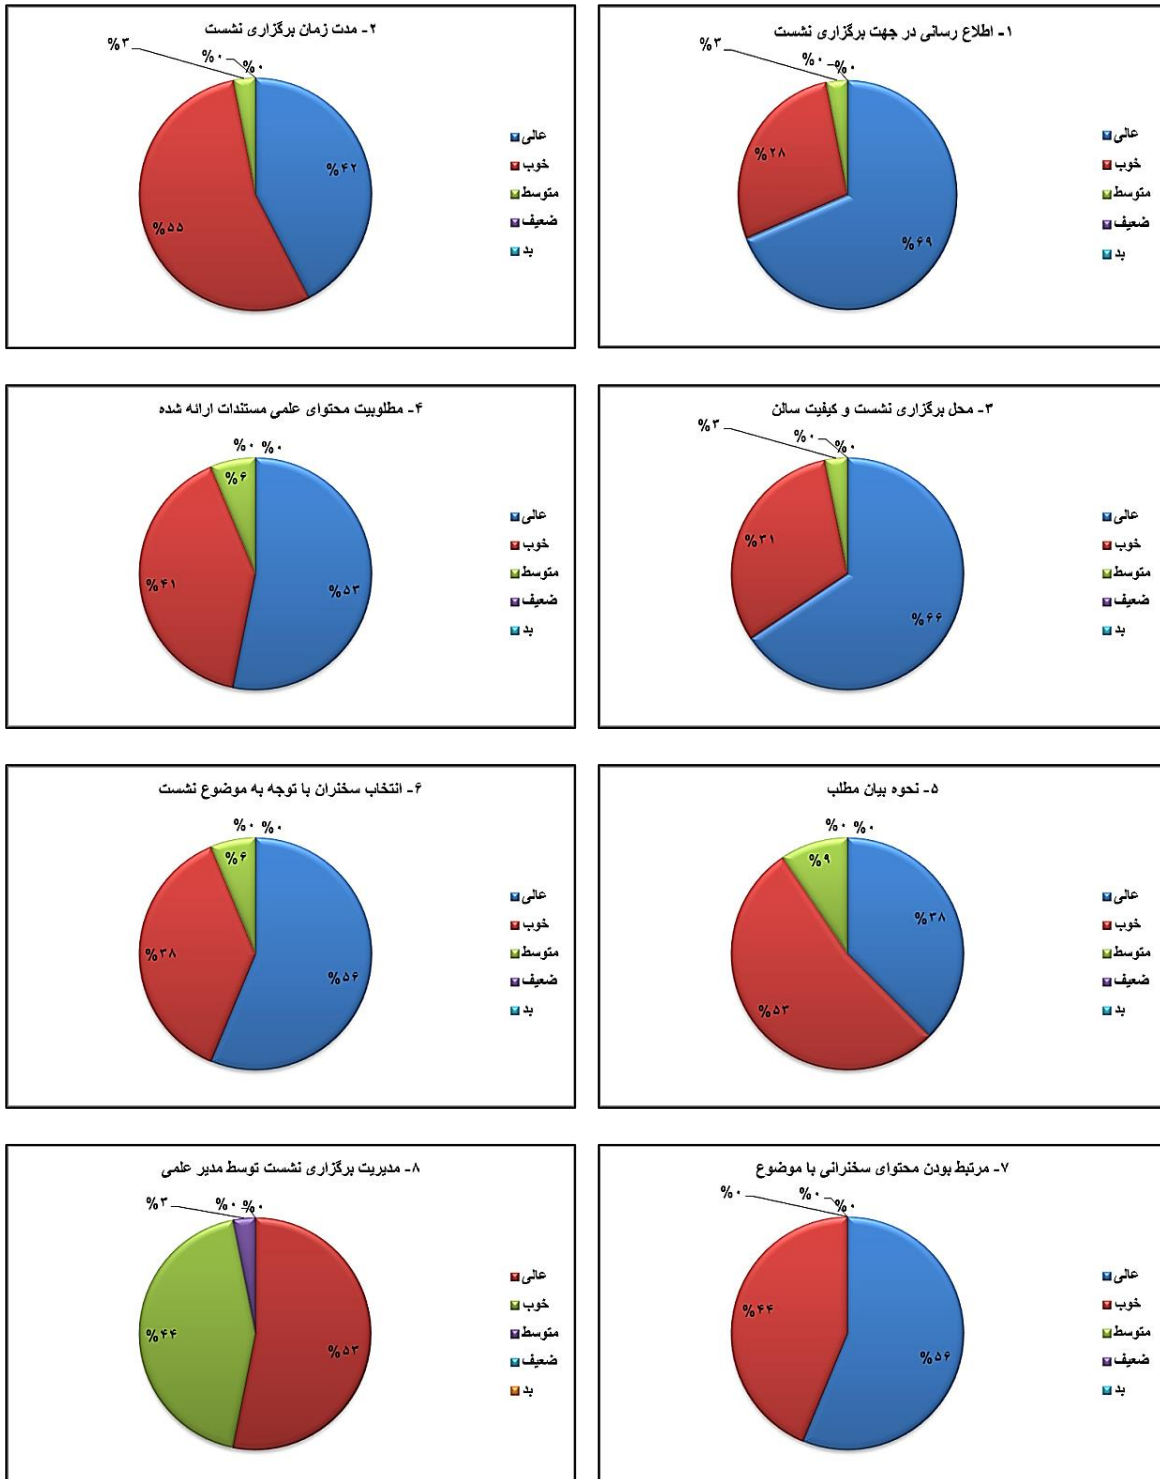 ۱- اطلاع رسانی در جهت برگزاری نشست
%۳
%۰
%۰
%۲۸
%۶۹
عالی
خوب
متوسط
ضعیف
بد
۲- مدت زمان برگزاری نشست
%۳
%۰
%۰
%۴۲
%۵۵
عالی
خوب
متوسط
ضعیف
بد
۳- محل برگزاری نشست و کیفیت سالن
%۳
%۰
%۰
%۳۱
%۶۶
عالی
خوب
متوسط
ضعیف
بد
۴- مطلوبیت محتوای علمی مستندات ارائه شده
%۰
%۰
%۶
%۴۱
%۵۳
عالی
خوب
متوسط
ضعیف
بد
۵- نحوه بیان مطلب
%۰
%۰
%۹
%۳۸
%۵۳
عالی
خوب
متوسط
ضعیف
بد
۶- انتخاب سخنران با توجه به موضوع نشست
%۰
%۰
%۶
%۳۸
%۵۶
عالی
خوب
متوسط
ضعیف
بد
۷- مرتبط بودن محتوای سخنرانی با موضوع
%۰
%۰
%۰
%۴۴
%۵۶
عالی
خوب
متوسط
ضعیف
بد
۸- مدیریت برگزاری نشست توسط مدیر علمی
%۳
%۰
%۰
%۴۴
%۵۳
عالی
خوب
متوسط
ضعیف
بد